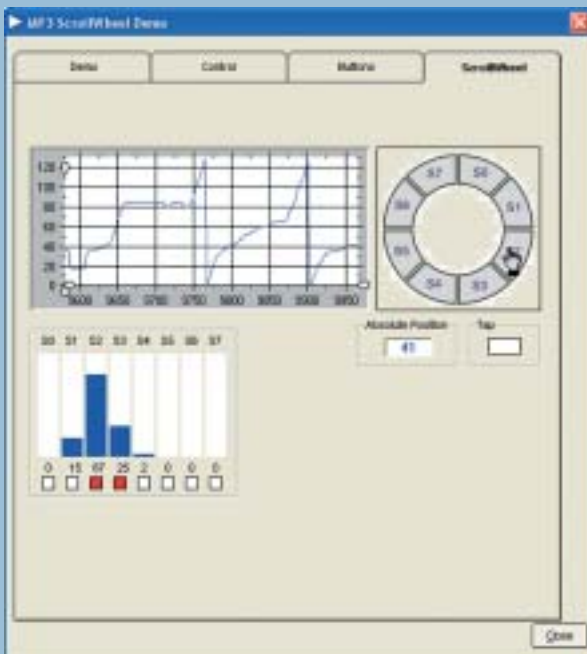 MP3 ScrollWheel Demo
Demo Control Buttons ScrollWheel
120
100
80
60
40
20
0
9600 9650 9700 9750 9800 9850 9900 9950
S7 S0
S6 S1
S5
S4 S3
Absolute Position Tap
41
S0 S1 S2 S3 S4 S5 S6 S7
0 15 67 25 2 0 0 0
Close